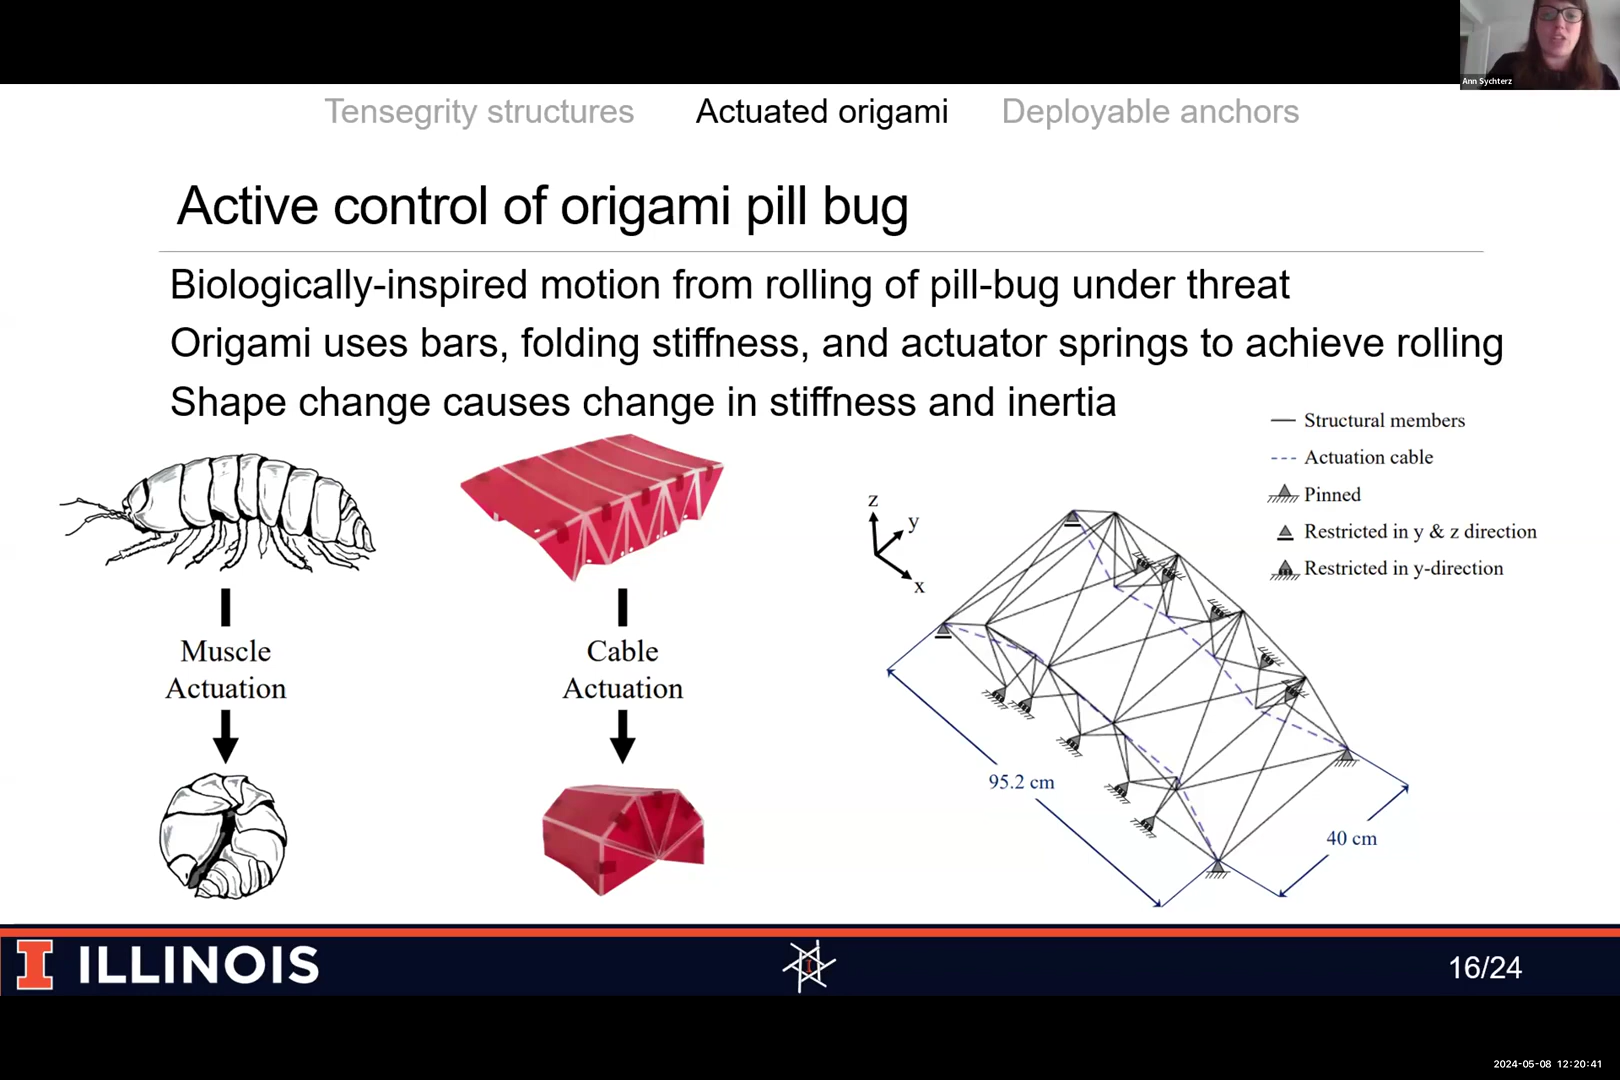 Ann Sychterz
Tensegrity structures Actuated origami Deployable anchors
Active control of origami pill bug
Biologically-inspired motion from rolling of pill-bug under threat
Origami uses bars, folding stiffness, and actuator springs to achieve rolling
Shape change causes change in stiffness and inertia
Structural members
Actuation cable
Pinned
Restricted in y & z direction
Restricted in y-direction
z
y
x
Muscle
Actuation
Cable
Actuation
95.2 cm
40 cm
I ILLINOIS
I
16/24
2024-05-08 12:20:41